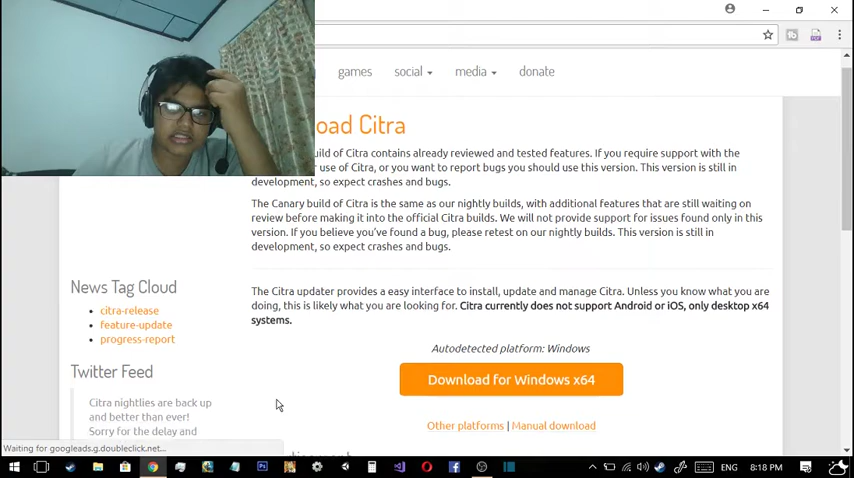 games social media donate
oad Citra
uild of Citra contains already reviewed and tested features. If you require support with the
r use of Citra, or you want to report bugs you should use this version. This version is still in
development, so expect crashes and bugs.
The Canary build of Citra is the same as our nightly builds, with additional features that are still waiting on
review before making it into the official Citra builds. We will not provide support for issues found only in this
version. If you believe you've found a bug, please retest on our nightly builds. This version is still in
development, so expect crashes and bugs.
The Citra updater provides a easy interface to install, update and manage Citra. Unless you know what you are
doing, this is likely what you are looking for. Citra currently does not support Android or iOS, only desktop x64
systems.
Autodetected platform: Windows
Download for Windows x64
Other platforms | Manual download
News Tag Cloud
citra-release
feature-update
progress-report
Twitter Feed
Citra nightlies are back up
and better than ever!
Sorry for the delay and
Waiting for googleads.g.doubleclick.net...
ENG 8:18 PM